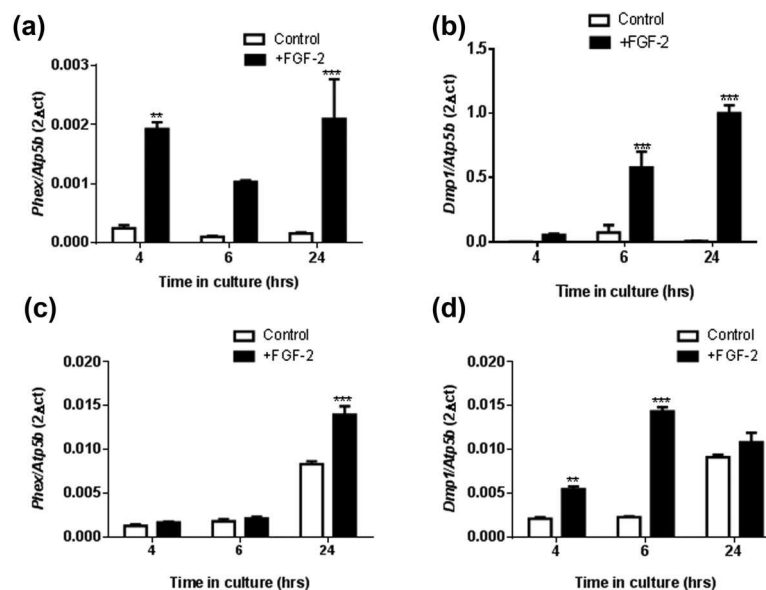 (a)
Control
+FGF-2
0.003
0.002
0.001
0.000
Phex/Atp5b (2Δct)
**
***
4 6 24
Time in culture (hrs)
(b)
Control
+FGF-2
1.5
1.0
0.5
0.0
Dmp1/Atp5b (2Δct)
***
***
4 6 24
Time in culture (hrs)
(c)
Control
+FGF-2
0.020
0.015
0.010
0.005
0.000
Phex/Atp5b (2Δct)
***
4 6 24
Time in culture (hrs)
(d)
Control
+FGF-2
0.020
0.015
0.010
0.005
0.000
Dmp1/Atp5b (2Δct)
**
***
4 6 24
Time in culture (hrs)